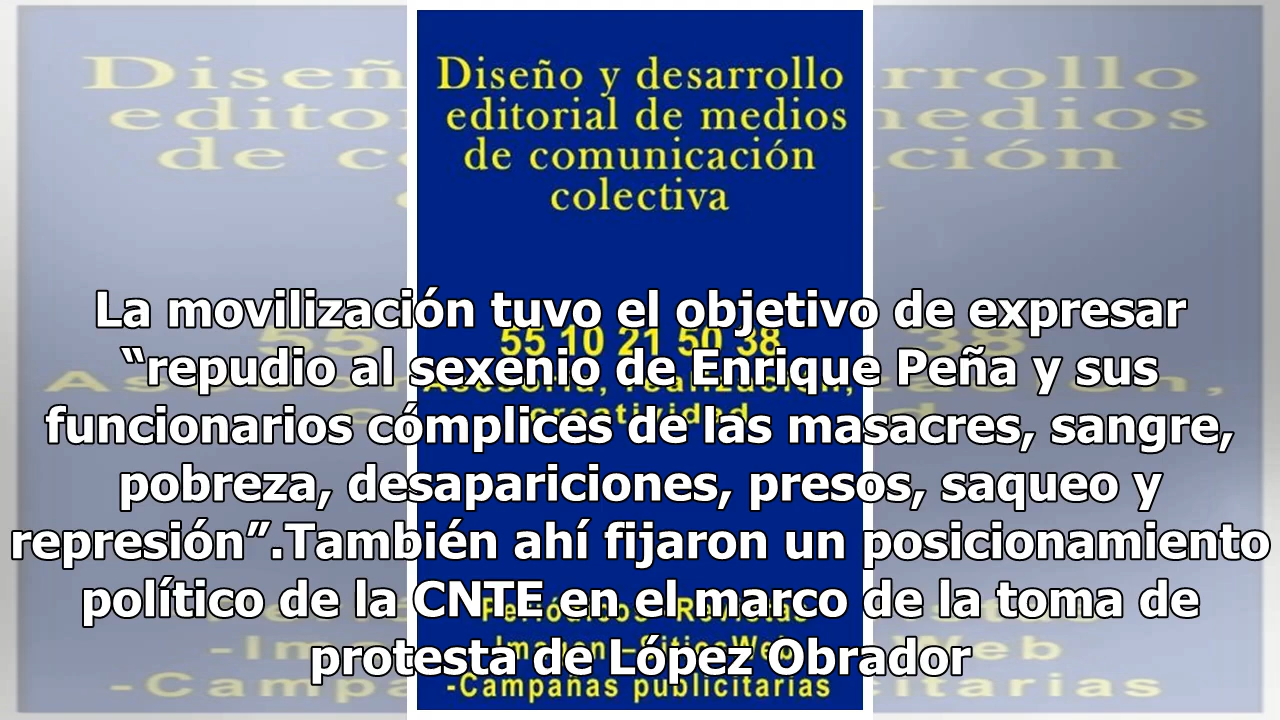 Diseño y desarrollo
editorial de medios
de comunicación
colectiva
La movilización tuvo el objetivo de expresar
“repudio al sexenio de Enrique Peña y sus
funcionarios cómplices de las masacres, sangre,
pobreza, desapariciones, presos, saqueo y
represión”.También ahí fijaron un posicionamiento
político de la CNTE en el marco de la toma de
protesta de López Obrador
55 10 21 50 38
creatividad
-Campañas publicitarias